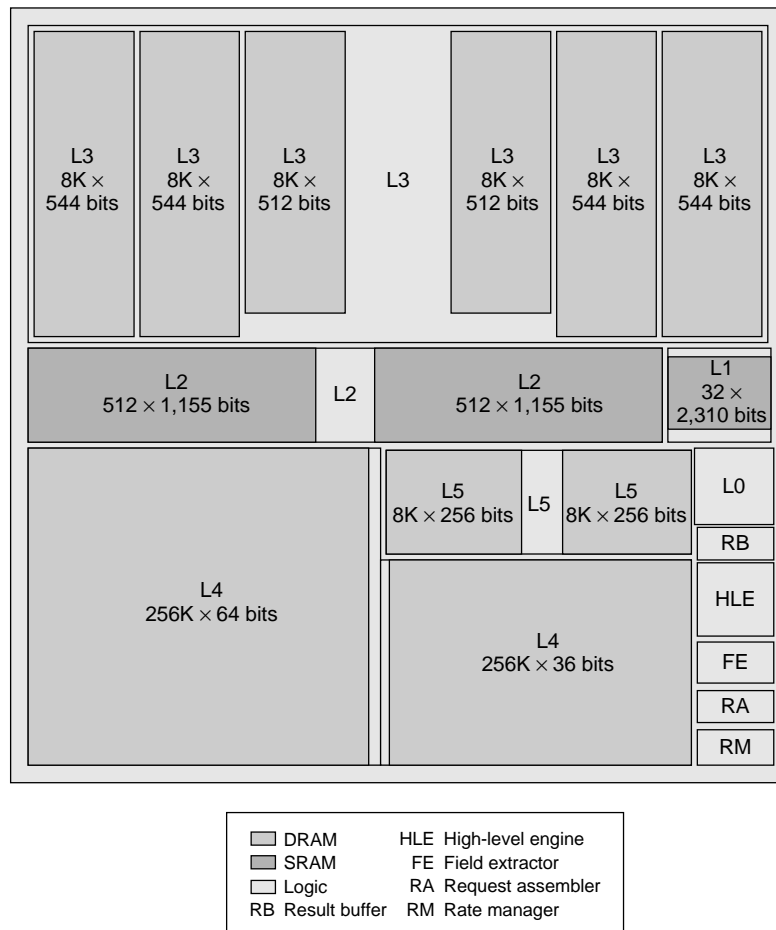 L3
8K ×
544 bits
L3
8K ×
544 bits
L3
8K ×
512 bits
L3
L3
8K ×
512 bits
L3
8K ×
544 bits
L3
8K ×
544 bits
L2
512 × 1,155 bits
L2
L2
512 × 1,155 bits
L1
32 ×
2,310 bits
L5
8K × 256 bits
L5
L5
8K × 256 bits
L0
RB
L4
256K × 64 bits
L4
256K × 36 bits
HLE
FE
RA
RM
DRAM
SRAM
Logic
RB Result buffer
HLE High-level engine
FE Field extractor
RA Request assembler
RM Rate manager